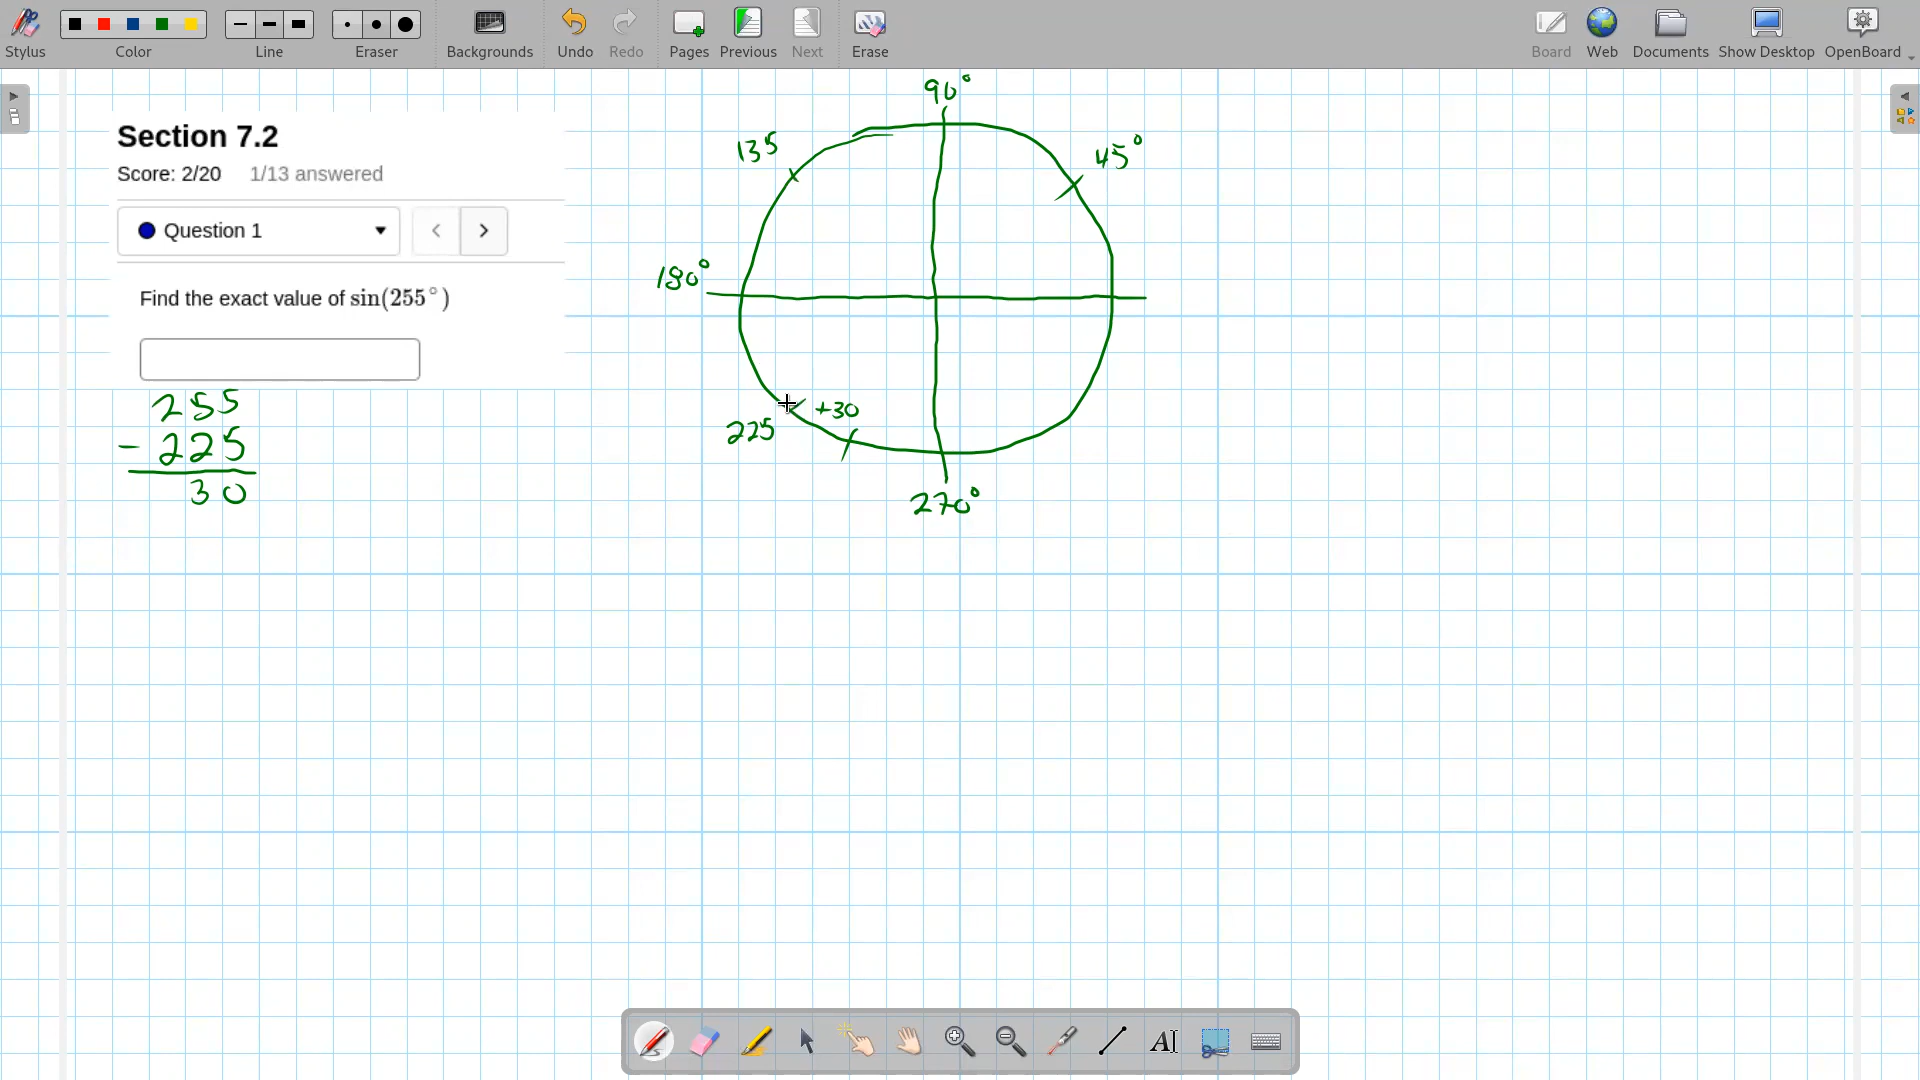 Stylus
Color
Line
Eraser
Backgrounds
Undo
Redo
Pages
Previous
Next
Erase
Board
Web
Documents
Show Desktop
OpenBoard
Section 7.2
Score: 2/20 1/13 answered
Question 1
Find the exact value of sin(255°)
255
- 225
30
90°
135
45°
180°
+30
225
270°